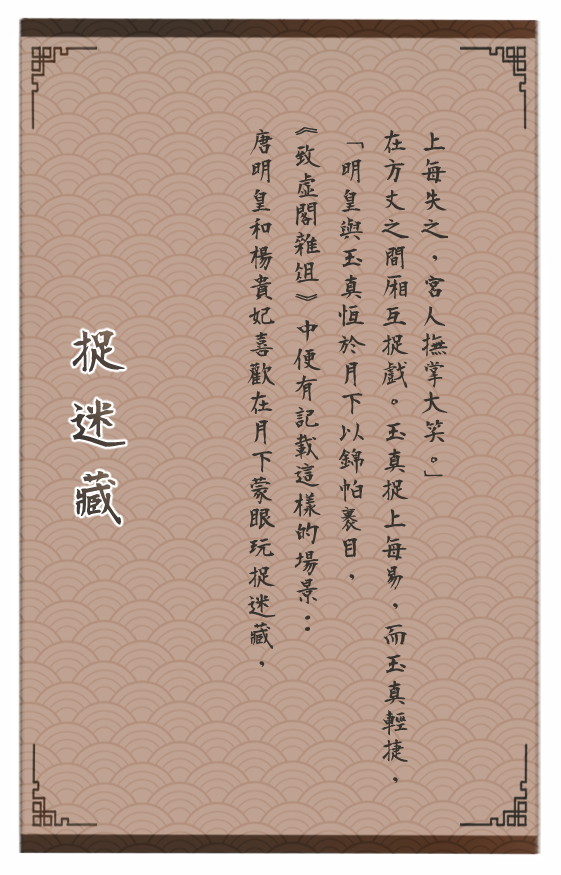 捉迷藏
唐明皇和楊貴妃喜歡在月下蒙眼玩捉迷藏，
《致虛閣雜俎》中便有記載這樣的場景：
「明皇與玉真恆於月下以錦帕裹目，
在方丈之間厢互捉戲。玉真捉上每易，而玉真輕捷，
上每失之，宮人撫掌大笑。」